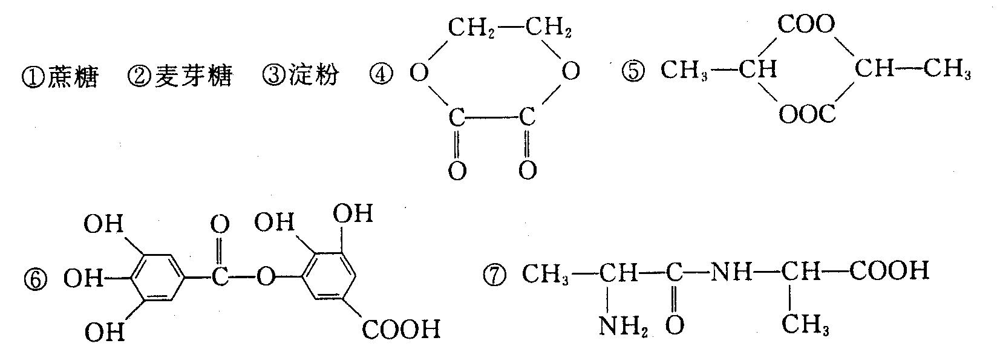 ①蔗糖 ②麦芽糖 ③淀粉 ④ CH₂—CH₂ O O C C O O ⑤ CH₃—CH COO CH—CH₃ OOC
⑥ OH OH OH O C O OH OH COOH ⑦ CH₃—CH—C—NH—CH—COOH NH₂ O CH₃